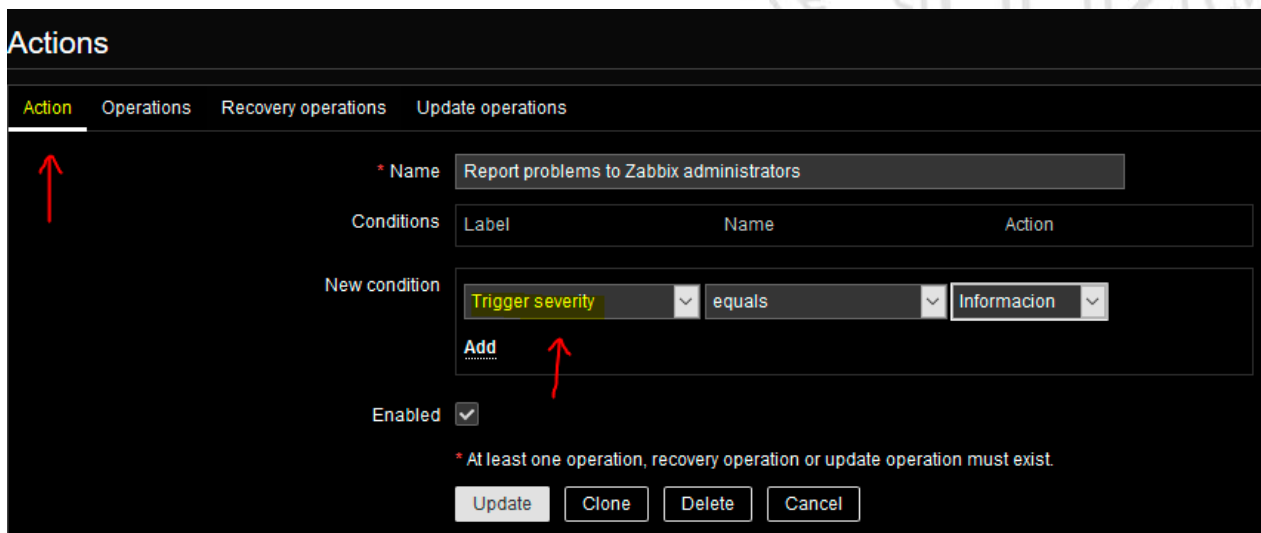 Actions
Action Operations Recovery operations Update operations
* Name Report problems to Zabbix administrators
Conditions Label Name Action
New condition Trigger severity equals Informacion
Add
Enabled
* At least one operation, recovery operation or update operation must exist.
Update Clone Delete Cancel